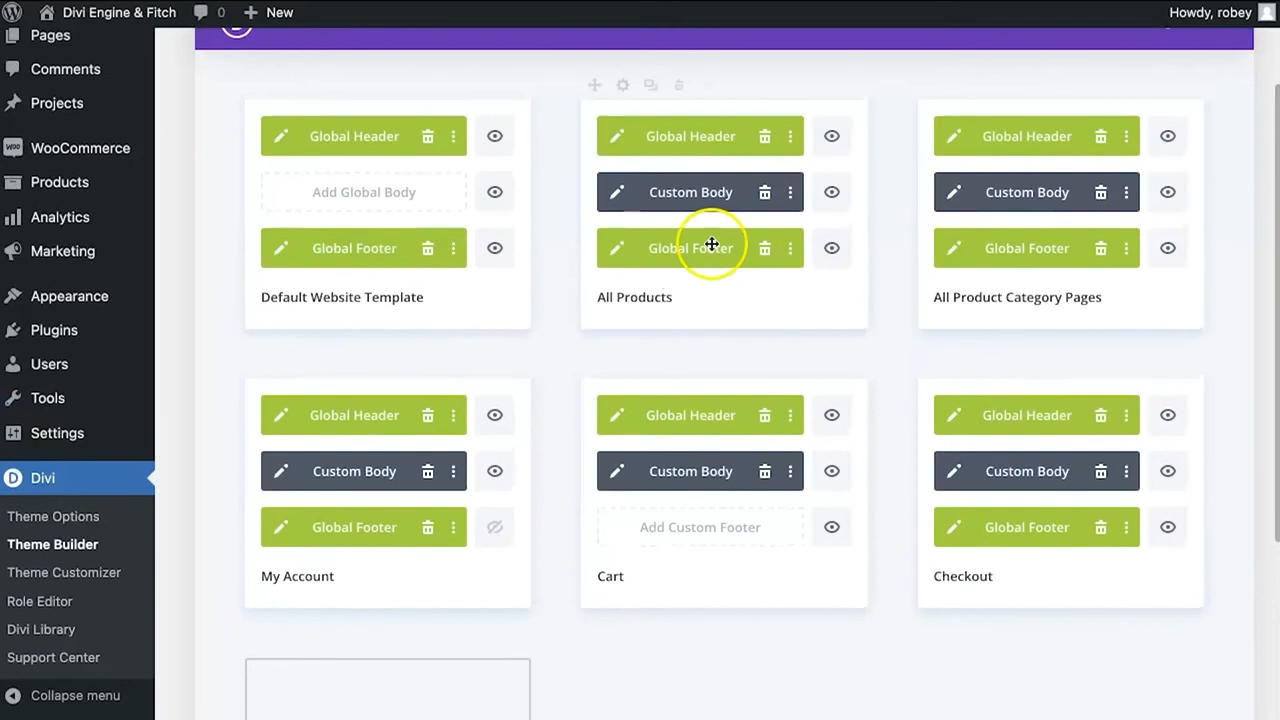 Divi Engine & Fitch
0
New
Howdy, robey
Pages
Comments
Projects
WooCommerce
Products
Analytics
Marketing
Appearance
Plugins
Users
Tools
Settings
Divi
Theme Options
Theme Builder
Theme Customizer
Role Editor
Divi Library
Support Center
Collapse menu
Global Header
Add Global Body
Global Footer
Default Website Template
Global Header
Custom Body
Global Footer
All Products
Global Header
Custom Body
Global Footer
All Product Category Pages
Global Header
Custom Body
Global Footer
My Account
Global Header
Custom Body
Add Custom Footer
Cart
Global Header
Custom Body
Global Footer
Checkout